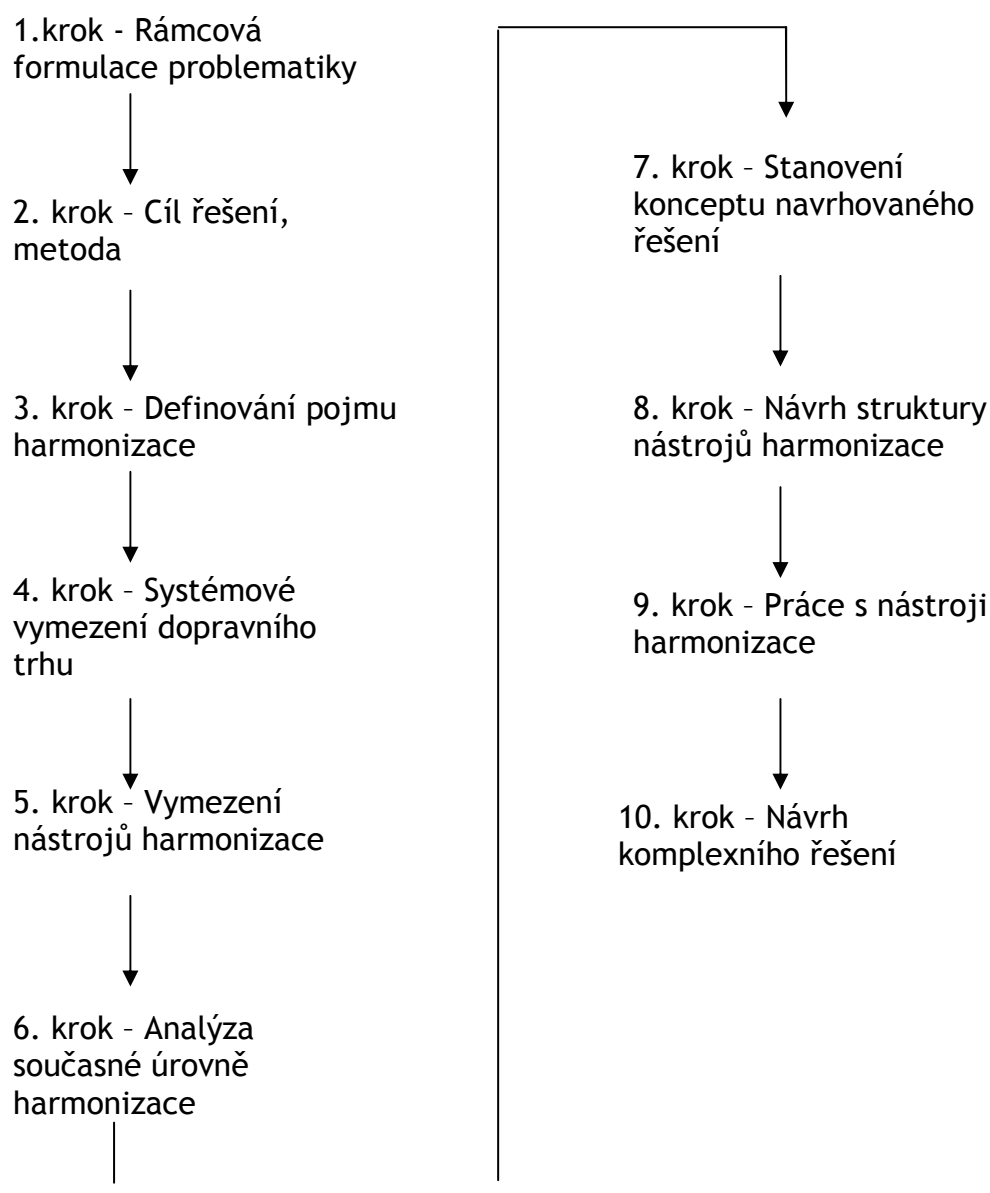 1.krok - Rámcová
formulace problematiky
2. krok – Cíl řešení,
metoda
3. krok – Definování pojmu
harmonizace
4. krok – Systémové
vymezení dopravního
trhu
5. krok – Vymezení
nástrojů harmonizace
6. krok – Analýza
současné úrovně
harmonizace
7. krok – Stanovení
konceptu navrhovaného
řešení
8. krok – Návrh struktury
nástrojů harmonizace
9. krok – Práce s nástroji
harmonizace
10. krok – Návrh
komplexního řešení